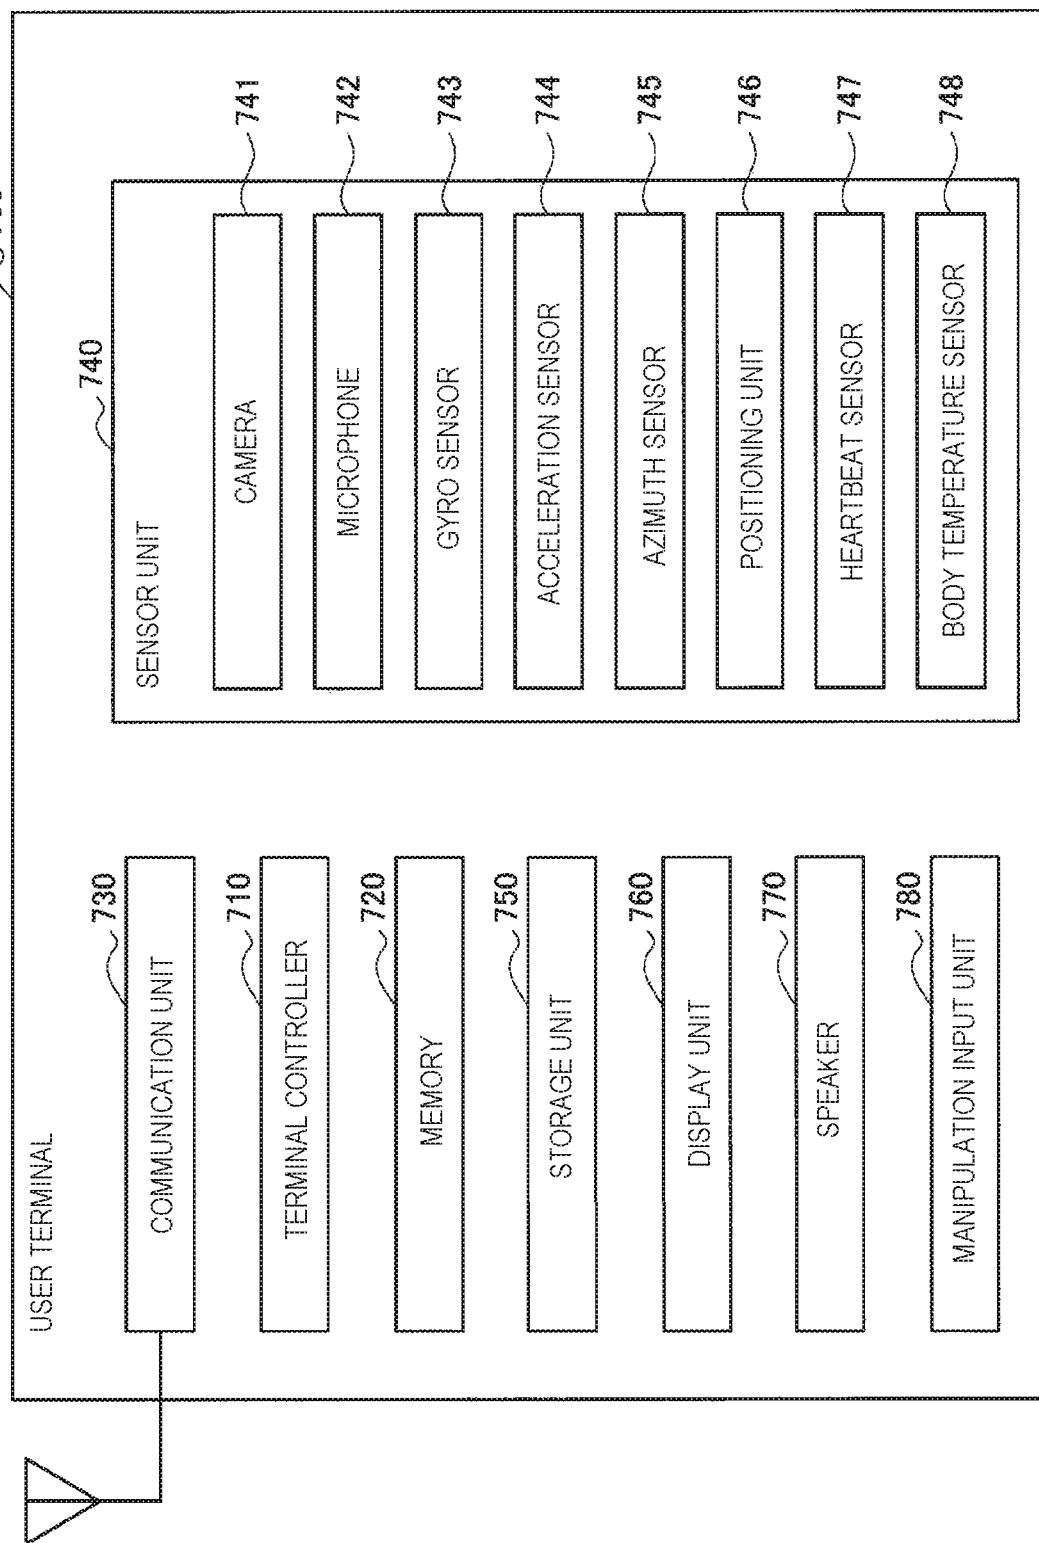 USER TERMINAL
730
COMMUNICATION UNIT
710
TERMINAL CONTROLLER
720
MEMORY
750
STORAGE UNIT
760
DISPLAY UNIT
770
SPEAKER
780
MANIPULATION INPUT UNIT
740
SENSOR UNIT
CAMERA
741
MICROPHONE
742
GYRO SENSOR
743
ACCELERATION SENSOR
744
AZIMUTH SENSOR
745
POSITIONING UNIT
746
HEARTBEAT SENSOR
747
BODY TEMPERATURE SENSOR
748